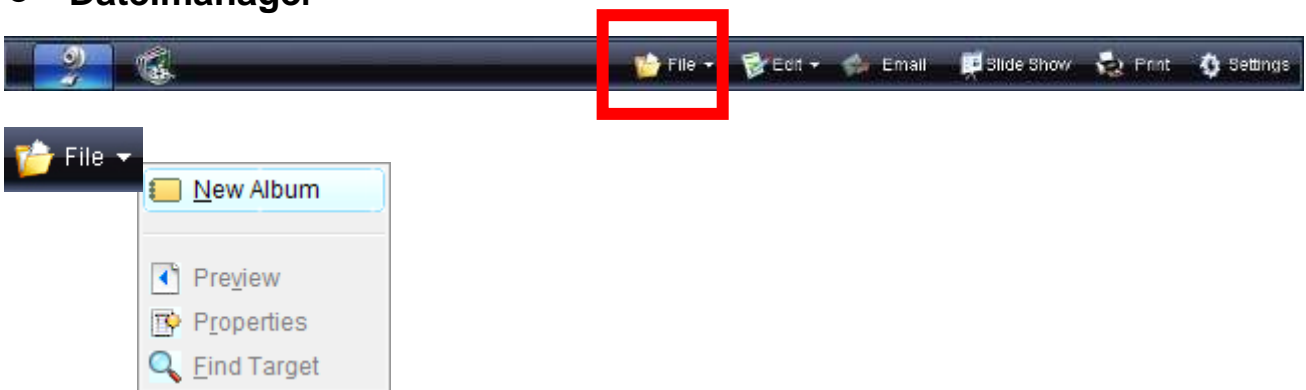 Dateimanager
File Edit Email Slide Show Print Settings
File
New Album
Preview
Properties
Find Target